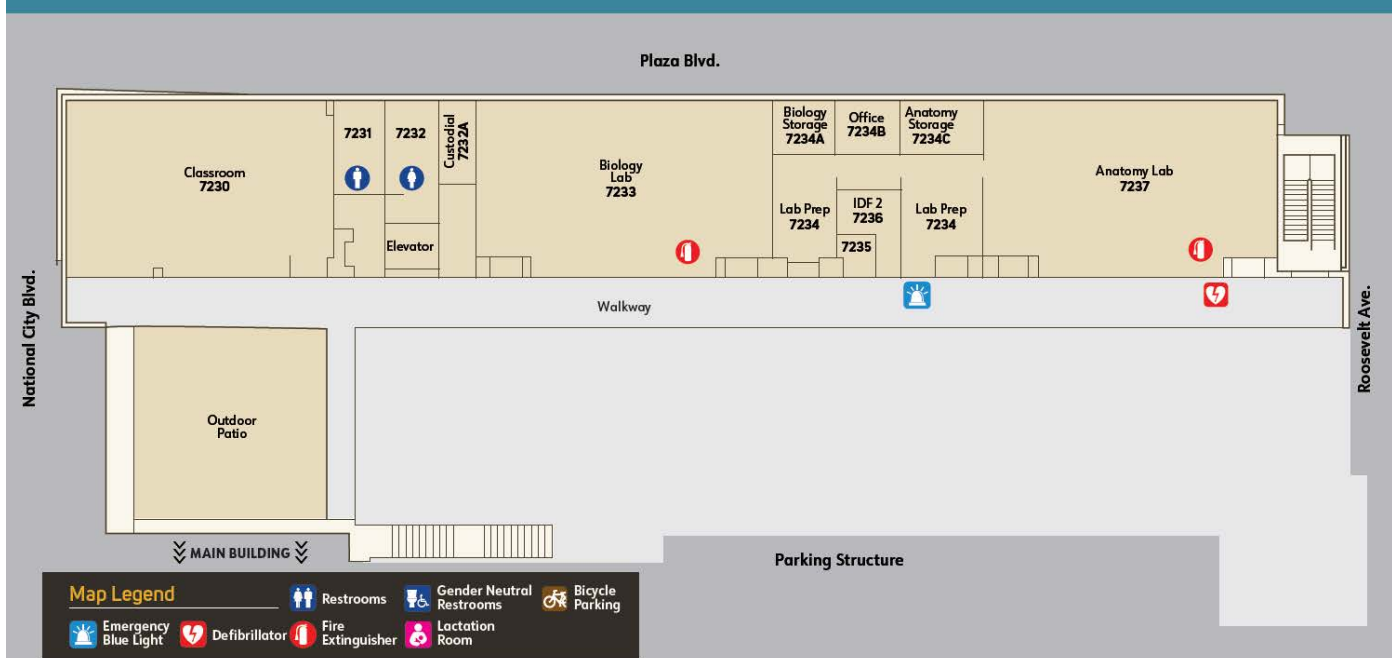 Plaza Blvd.
7231
7232
Custodial
7232A
Biology
Storage
7234A
Office
7234B
Anatomy
Storage
7234C
Classroom
7230
Biology
Lab
7233
Anatomy Lab
7237
Lab Prep
7234
IDF 2
7236
Lab Prep
7234
Elevator
7235
National City Blvd.
Walkway
Roosevelt Ave.
Outdoor
Patio
MAIN BUILDING
Parking Structure
Map Legend
Restrooms
Gender Neutral
Restrooms
Bicycle
Parking
Emergency
Blue Light
Defibrillator
Fire
Extinguisher
Lactation
Room